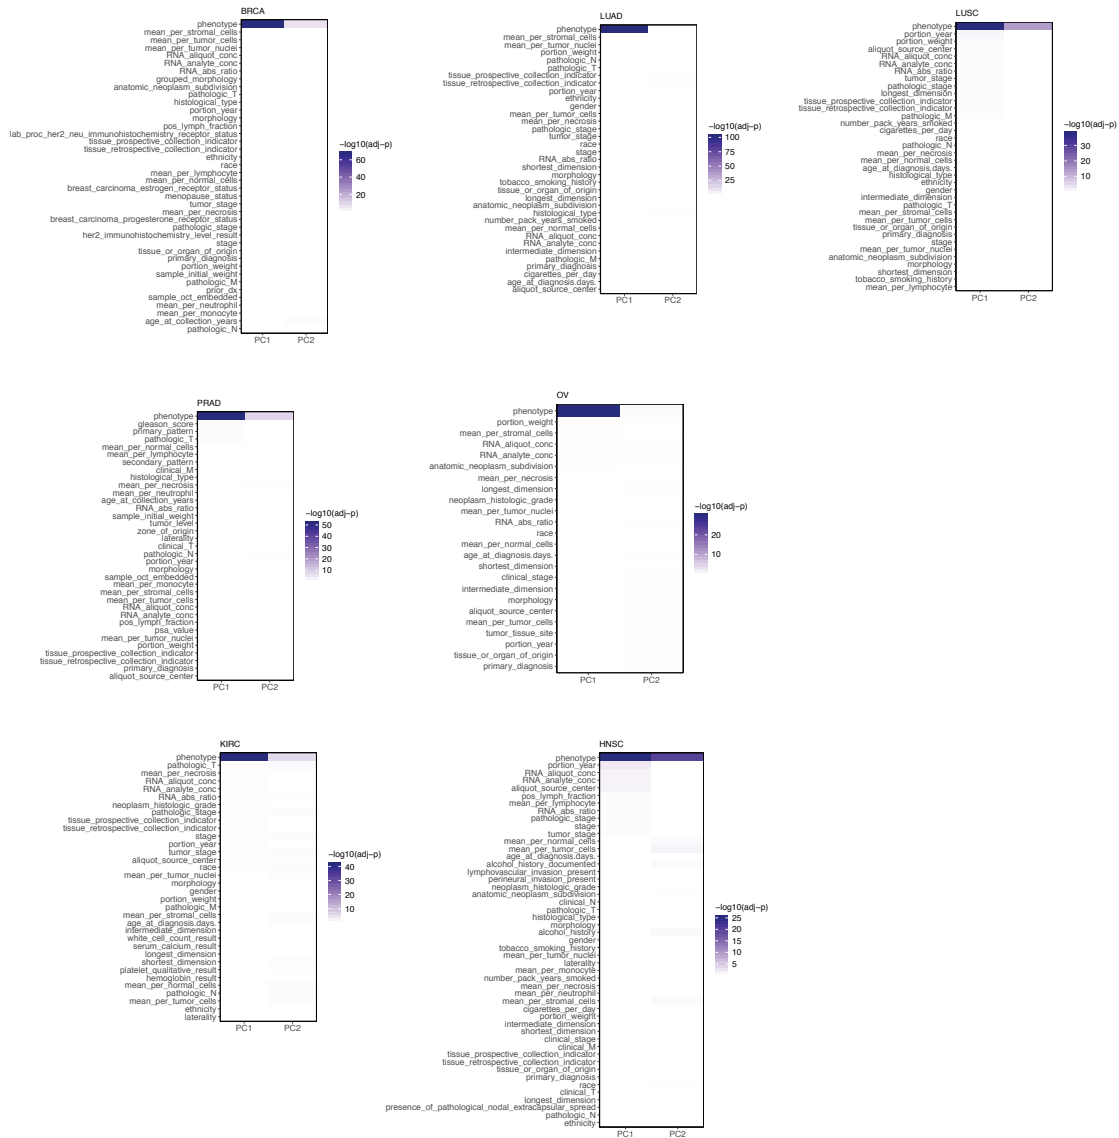 BRCA
phenotype
mean_per_stromal_cells
mean_per_tumor_cells
mean_per_tumor_nuclei
RNA_aliquot_conc
RNA_analyte_conc
RNA_abs_ratio
grouped_morphology
anatomic_neoplasm_subdivision
pathologic_T
histological_type
portion_year
morphology
pos_lymph_fraction
lab_proc_her2_neu_immunohistochemistry_receptor_status
tissue_prospective_collection_indicator
tissue_retrospective_collection_indicator
ethnicity
race
mean_per_lymphocyte
mean_per_normal_cells
breast_carcinoma_estrogen_receptor_status
menopause_status
tumor_stage
mean_per_necrosis
breast_carcinoma_progesterone_receptor_status
pathologic_stage
her2_immunohistochemistry_level_result
stage
tissue_or_organ_of_origin
primary_diagnosis
portion_weight
sample_initial_weight
pathologic_M
prior_dx
sample_oct_embedded
mean_per_neutrophil
mean_per_monocyte
age_at_collection_years
pathologic_N
PC1 PC2
−log10(adj−p)
60
40
20
LUAD
phenotype
mean_per_stromal_cells
mean_per_tumor_nuclei
portion_weight
pathologic_N
pathologic_T
tissue_prospective_collection_indicator
tissue_retrospective_collection_indicator
portion_year
ethnicity
gender
mean_per_tumor_cells
mean_per_necrosis
pathologic_stage
tumor_stage
race
stage
RNA_abs_ratio
shortest_dimension
morphology
tobacco_smoking_history
tissue_or_organ_of_origin
longest_dimension
anatomic_neoplasm_subdivision
histological_type
number_pack_years_smoked
mean_per_normal_cells
RNA_aliquot_conc
RNA_analyte_conc
intermediate_dimension
pathologic_M
primary_diagnosis
cigarettes_per_day
age_at_diagnosis.days.
aliquot_source_center
PC1 PC2
−log10(adj−p)
100
75
50
25
LUSC
phenotype
portion_year
portion_weight
aliquot_source_center
RNA_aliquot_conc
RNA_analyte_conc
RNA_abs_ratio
tumor_stage
pathologic_stage
longest_dimension
tissue_prospective_collection_indicator
tissue_retrospective_collection_indicator
pathologic_M
number_pack_years_smoked
cigarettes_per_day
race
pathologic_N
mean_per_necrosis
mean_per_normal_cells
age_at_diagnosis.days.
histological_type
ethnicity
gender
intermediate_dimension
pathologic_T
mean_per_stromal_cells
mean_per_tumor_cells
tissue_or_organ_of_origin
primary_diagnosis
stage
mean_per_tumor_nuclei
anatomic_neoplasm_subdivision
morphology
shortest_dimension
tobacco_smoking_history
mean_per_lymphocyte
PC1 PC2
−log10(adj−p)
30
20
10
PRAD
phenotype
gleason_score
primary_pattern
pathologic_T
mean_per_normal_cells
mean_per_lymphocyte
secondary_pattern
clinical_M
histological_type
mean_per_necrosis
mean_per_neutrophil
age_at_collection_years
RNA_abs_ratio
sample_initial_weight
tumor_level
zone_of_origin
laterality
clinical_T
pathologic_N
portion_year
morphology
sample_oct_embedded
mean_per_monocyte
mean_per_stromal_cells
mean_per_tumor_cells
RNA_aliquot_conc
RNA_analyte_conc
pos_lymph_fraction
psa_value
mean_per_tumor_nuclei
portion_weight
tissue_prospective_collection_indicator
tissue_retrospective_collection_indicator
primary_diagnosis
aliquot_source_center
PC1 PC2
−log10(adj−p)
50
40
30
20
10
OV
phenotype
portion_weight
mean_per_stromal_cells
RNA_aliquot_conc
RNA_analyte_conc
anatomic_neoplasm_subdivision
mean_per_necrosis
longest_dimension
neoplasm_histologic_grade
mean_per_tumor_nuclei
RNA_abs_ratio
race
mean_per_normal_cells
age_at_diagnosis.days.
shortest_dimension
clinical_stage
intermediate_dimension
morphology
aliquot_source_center
mean_per_tumor_cells
tumor_tissue_site
portion_year
tissue_or_organ_of_origin
primary_diagnosis
PC1 PC2
−log10(adj−p)
20
10
KIRC
phenotype
pathologic_T
mean_per_necrosis
RNA_aliquot_conc
RNA_analyte_conc
RNA_abs_ratio
neoplasm_histologic_grade
pathologic_stage
tissue_prospective_collection_indicator
tissue_retrospective_collection_indicator
stage
portion_year
tumor_stage
aliquot_source_center
race
mean_per_tumor_nuclei
morphology
gender
portion_weight
pathologic_M
mean_per_stromal_cells
age_at_diagnosis.days.
intermediate_dimension
white_cell_count_result
serum_calcium_result
longest_dimension
shortest_dimension
platelet_qualitative_result
hemoglobin_result
mean_per_normal_cells
pathologic_N
mean_per_tumor_cells
ethnicity
laterality
PC1 PC2
−log10(adj−p)
40
30
20
10
HNSC
phenotype
portion_year
RNA_aliquot_conc
RNA_analyte_conc
aliquot_source_center
pos_lymph_fraction
mean_per_lymphocyte
RNA_abs_ratio
pathologic_stage
stage
tumor_stage
mean_per_normal_cells
mean_per_tumor_cells
age_at_diagnosis.days.
alcohol_history_documented
lymphovascular_invasion_present
perineural_invasion_present
neoplasm_histologic_grade
anatomic_neoplasm_subdivision
clinical_N
pathologic_T
histological_type
morphology
alcohol_history
gender
tobacco_smoking_history
mean_per_tumor_nuclei
laterality
mean_per_monocyte
number_pack_years_smoked
mean_per_necrosis
mean_per_neutrophil
mean_per_stromal_cells
cigarettes_per_day
portion_weight
intermediate_dimension
shortest_dimension
clinical_stage
clinical_M
tissue_prospective_collection_indicator
tissue_retrospective_collection_indicator
tissue_or_organ_of_origin
primary_diagnosis
race
clinical_T
longest_dimension
presence_of_pathological_nodal_extracapsular_spread
pathologic_N
ethnicity
PC1 PC2
−log10(adj−p)
25
20
15
10
5